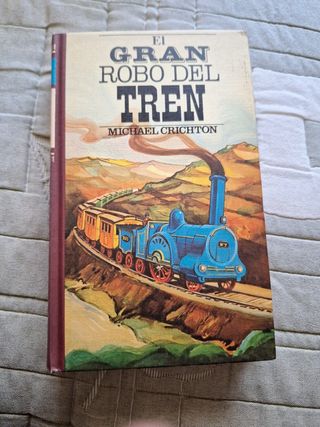 El
GRAN
ROBO DEL
TREN
MICHAEL CRICHTON